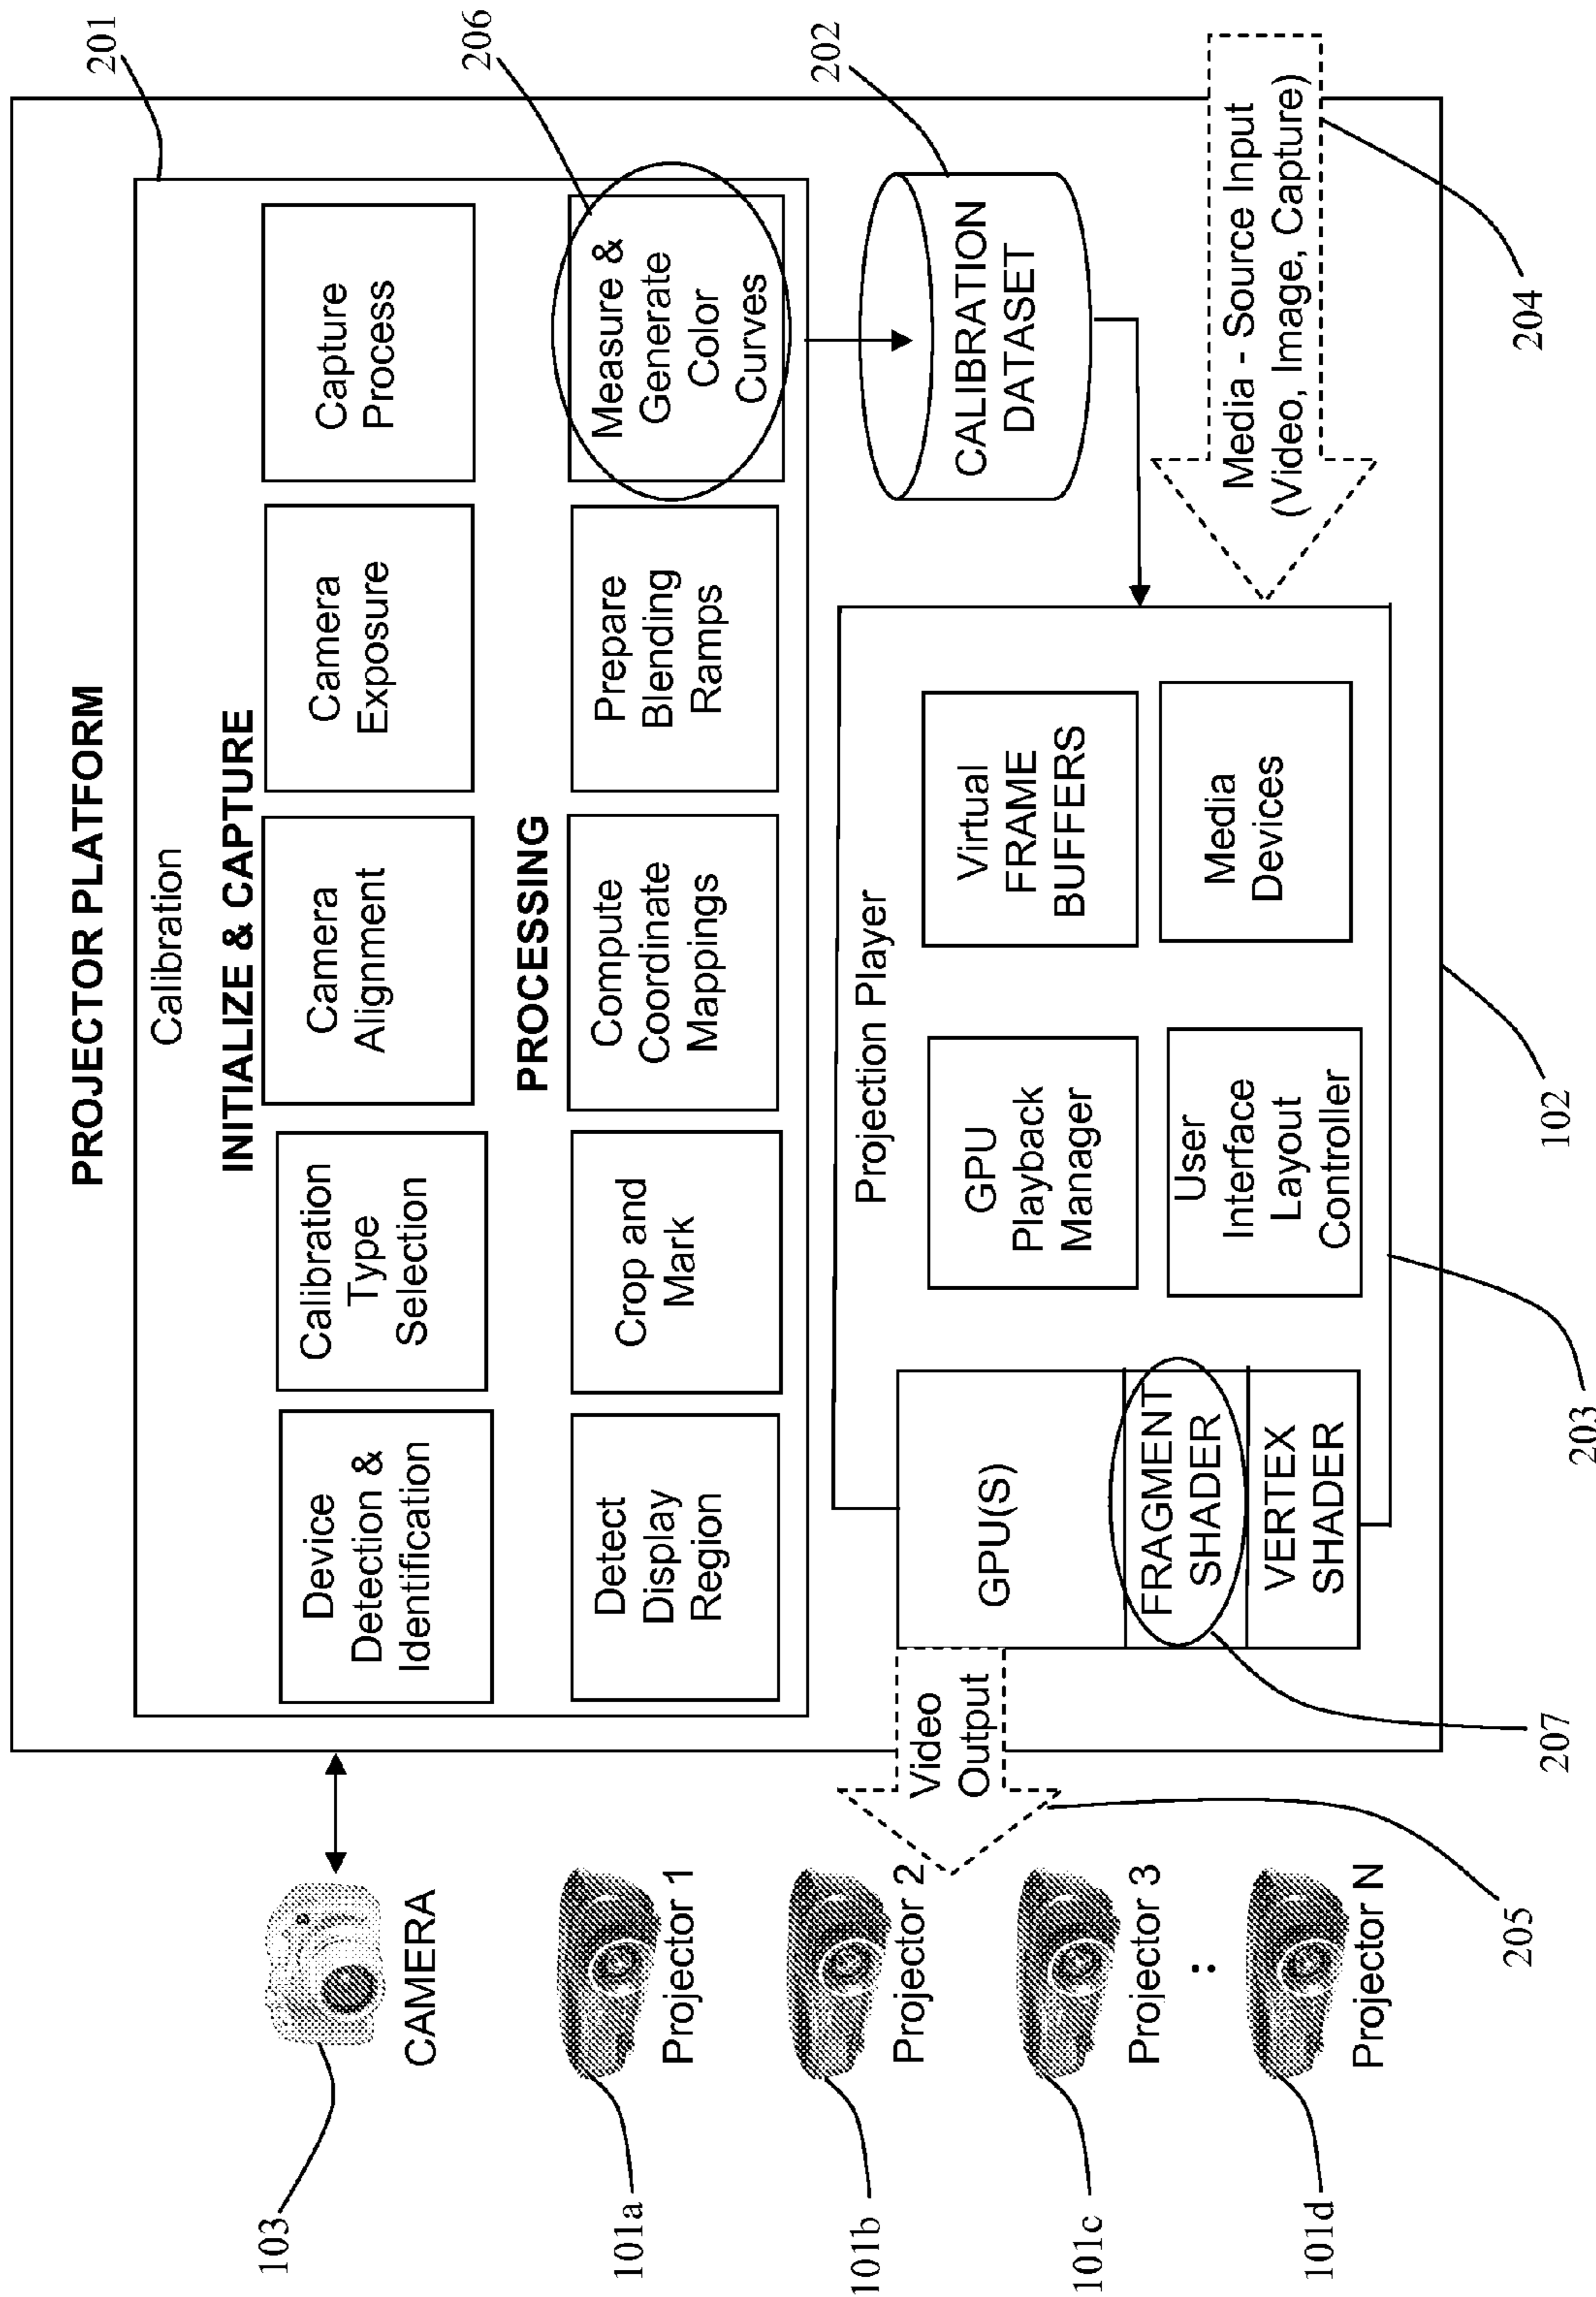 PROJECTOR PLATFORM
201
Calibration
INITIALIZE & CAPTURE
Device
Detection &
Identification
Calibration
Type
Selection
Camera
Alignment
Camera
Exposure
Capture
Process
206
PROCESSING
Detect
Display
Region
Crop and
Mark
Compute
Coordinate
Mappings
Prepare
Blending
Ramps
Measure &
Generate
Color
Curves
202
CALIBRATION
DATASET
Projection Player
GPU(S)
FRAGMENT
SHADER
VERTEX
SHADER
GPU
Playback
Manager
Virtual
FRAME
BUFFERS
User
Interface
Layout
Controller
Media
Devices
Media - Source Input
(Video, Image, Capture)
204
Video
Output
103
CAMERA
101a
Projector 1
101b
Projector 2
101c
Projector 3
:
101d
Projector N
205
207
203
102